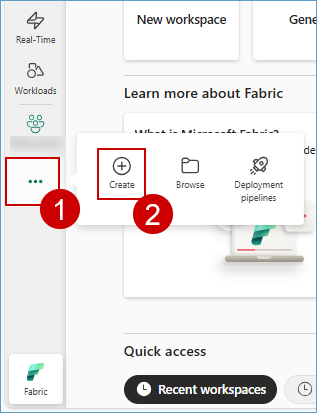 New workspace
Gene
Real-Time
Workloads
Learn more about Fabric
What is Microsoft Fabric?
de
Create
Browse
Deployment
pipelines
1
2
Quick access
Fabric
Recent workspaces